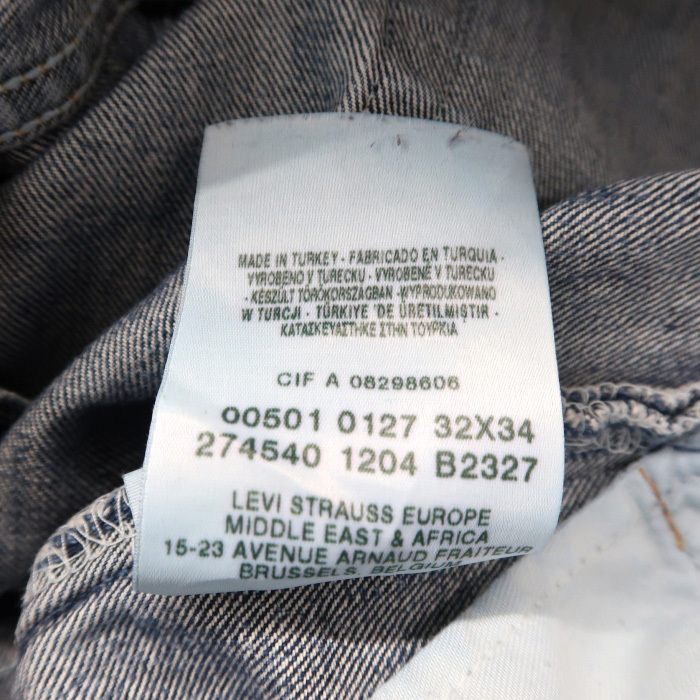 MADE IN TURKEY - FABRICADO EN TURQUIA -
VYROBENO V TURECKU - VYROBENÉ V TURECKU
- KÉSZÜLT TÖRÖKORSZAGBAN - WYPRODUKOWANO
W TURCJI - TÜRKIYE 'DE ÜRETILMIŞTIR -
ΚΑΤΑΣΚΕΥΑΣΤΗΚΕ ΣΤΗΝ ΤΟΥΡΚΙΑ
CIF A 08298606
00501 0127 32X34
274540 1204 B2327
LEVI STRAUSS EUROPE
MIDDLE EAST & AFRICA
15-23 AVENUE ARNAUD FRAITEUR
BRUSSELS, BELGIUM